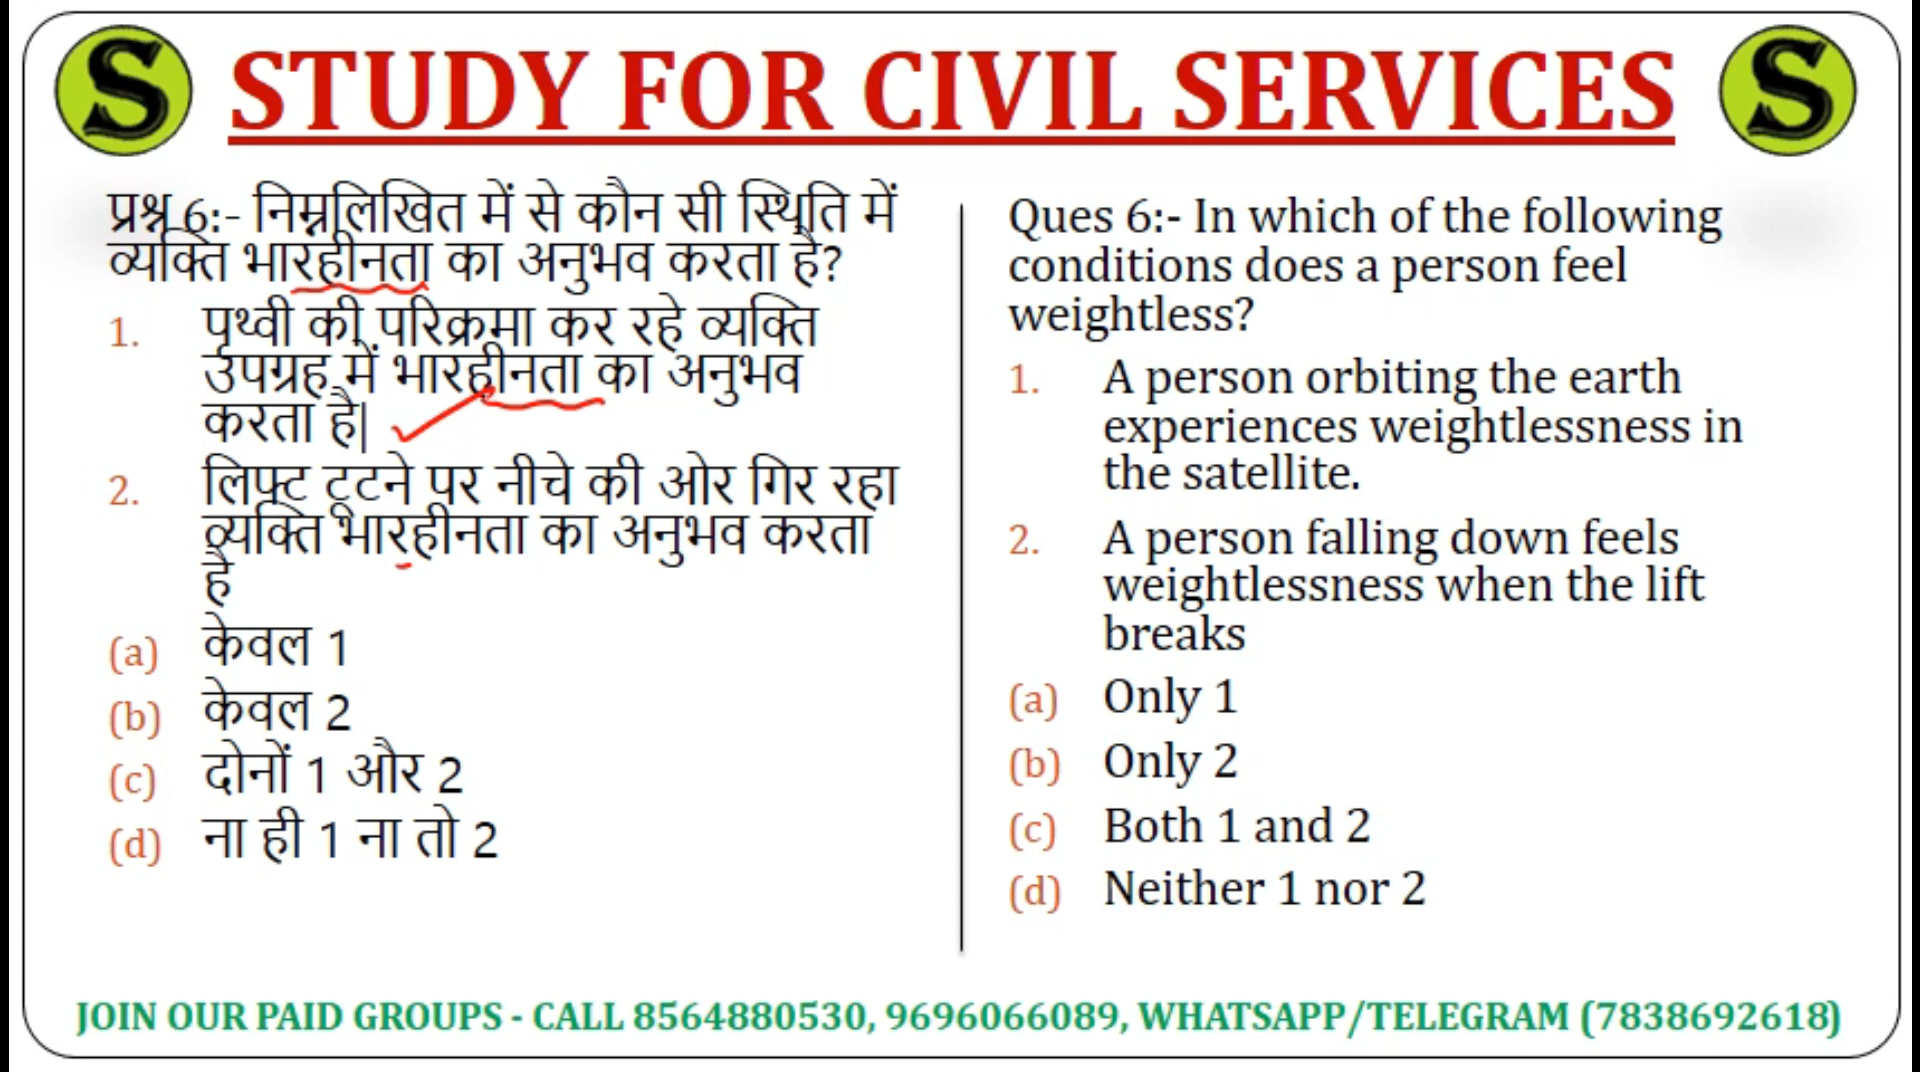 S STUDY FOR CIVIL SERVICES S
प्रश्न 6:- निम्नलिखित में से कौन सी स्थिति में
व्यक्ति भारहीनता का अनुभव करता है?
1. पृथ्वी की परिक्रमा कर रहे व्यक्ति
उपग्रह में भारहीनता का अनुभव
करता है|
2. लिफ्ट टूटने पर नीचे की ओर गिर रहा
व्यक्ति भारहीनता का अनुभव करता
है
(a) केवल 1
(b) केवल 2
(c) दोनों 1 और 2
(d) ना ही 1 ना तो 2
Ques 6:- In which of the following
conditions does a person feel
weightless?
1. A person orbiting the earth
experiences weightlessness in
the satellite.
2. A person falling down feels
weightlessness when the lift
breaks
(a) Only 1
(b) Only 2
(c) Both 1 and 2
(d) Neither 1 nor 2
JOIN OUR PAID GROUPS - CALL 8564880530, 9696066089, WHATSAPP/TELEGRAM (7838692618)